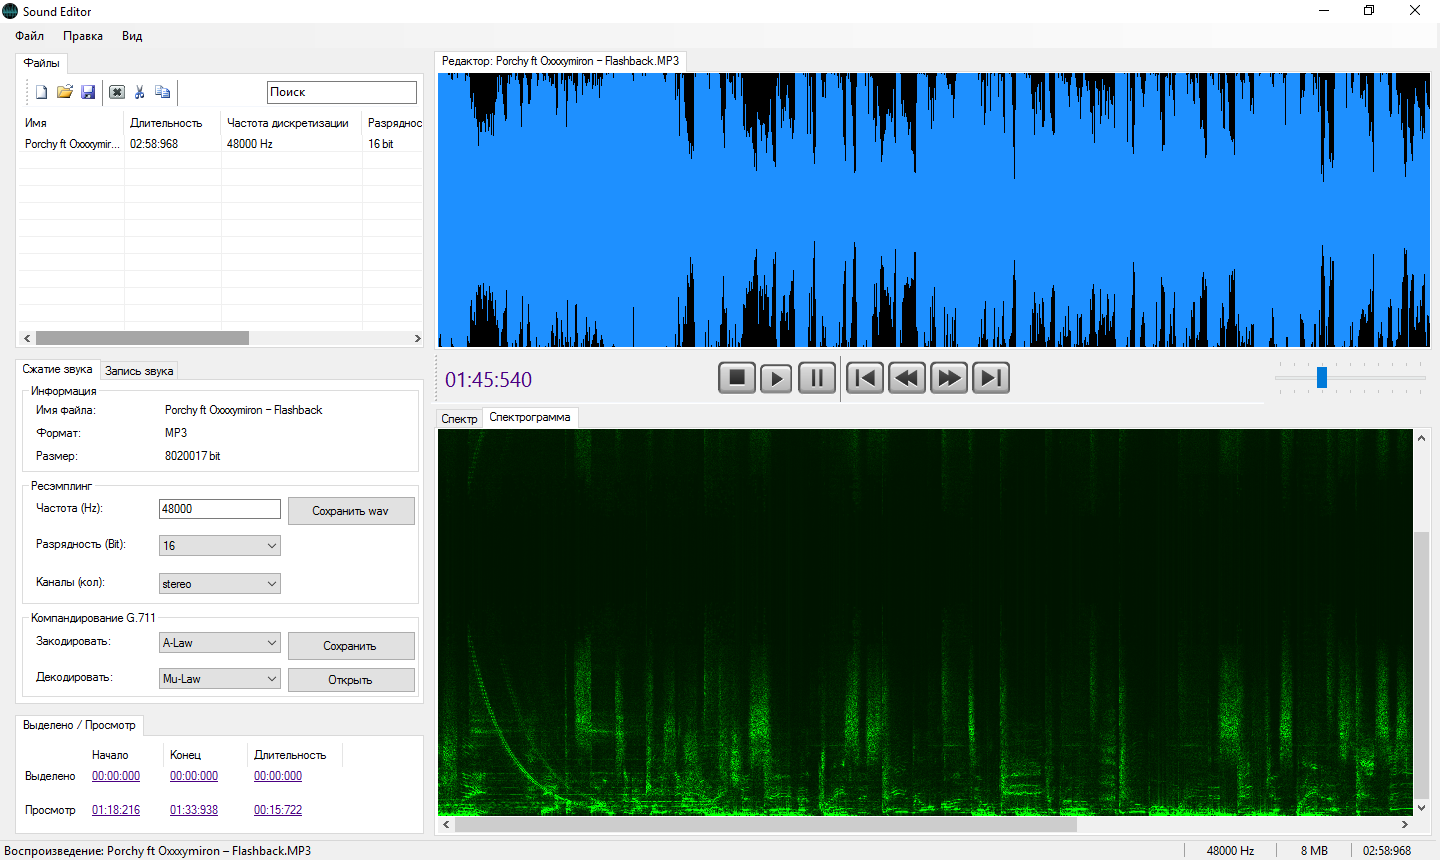 Sound Editor
Файл Правка Вид
Файлы
Поиск
Имя Длительность Частота дискретизации Разряднос
Porchy ft Oxxxymir... 02:58:968 48000 Hz 16 bit
Сжатие звука Запись звука
Информация
Имя файла: Porchy ft Oxxxymiron – Flashback
Формат: MP3
Размер: 8020017 bit
Ресэмплинг
Частота (Hz): 48000 Сохранить wav
Разрядность (Bit): 16
Каналы (кол): stereo
Компандирование G.711
Закодировать: A-Law Сохранить
Декодировать: Mu-Law Открыть
Выделено / Просмотр
Начало Конец Длительность
Выделено 00:00:000 00:00:000 00:00:000
Просмотр 01:18:216 01:33:938 00:15:722
Редактор: Porchy ft Oxxxymiron – Flashback.MP3
01:45:540
Спектр Спектрограмма
Воспроизведение: Porchy ft Oxxxymiron – Flashback.MP3 48000 Hz 8 MB 02:58:968